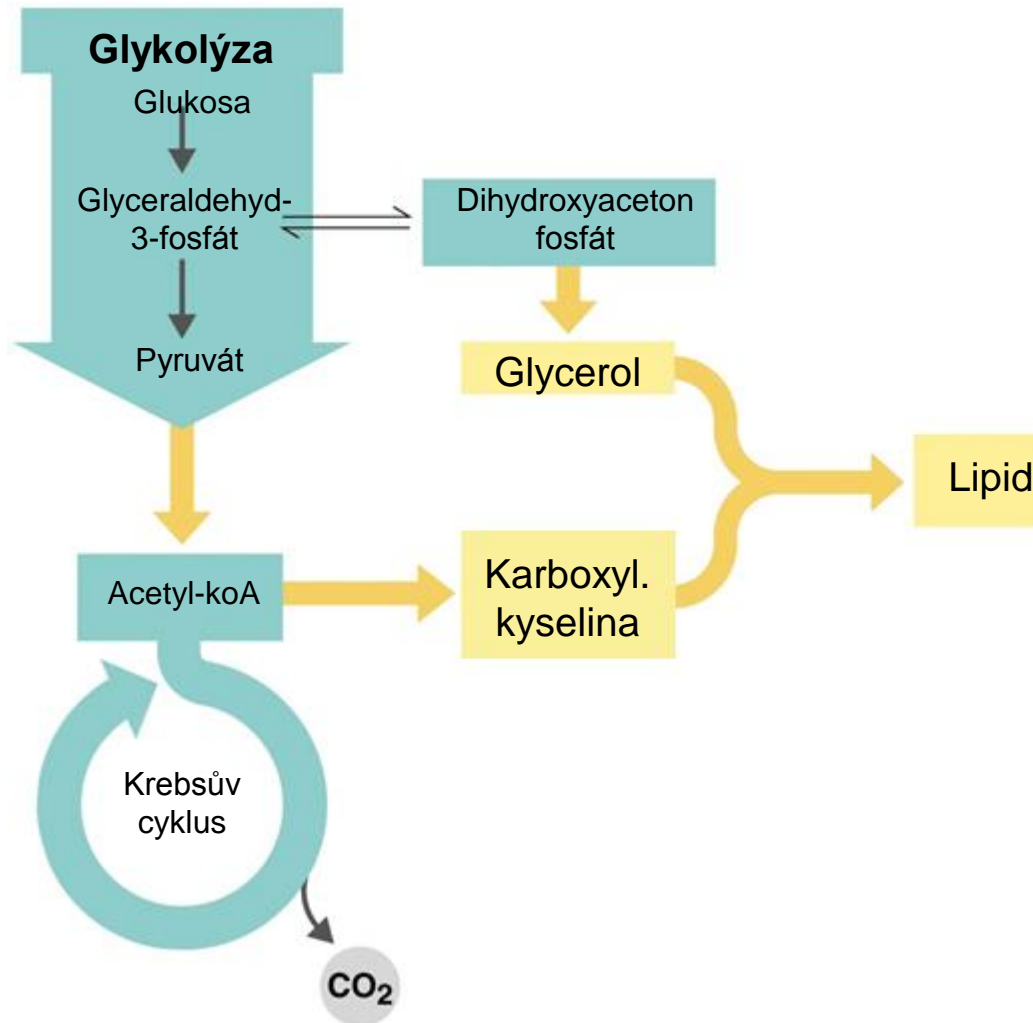 Glykolýza
Glukosa
Glyceraldehyd-
3-fosfát
Dihydroxyaceton
fosfát
Pyruvát
Glycerol
Lipid
Acetyl-koA
Karboxyl.
kyselina
Krebsův
cyklus
CO₂